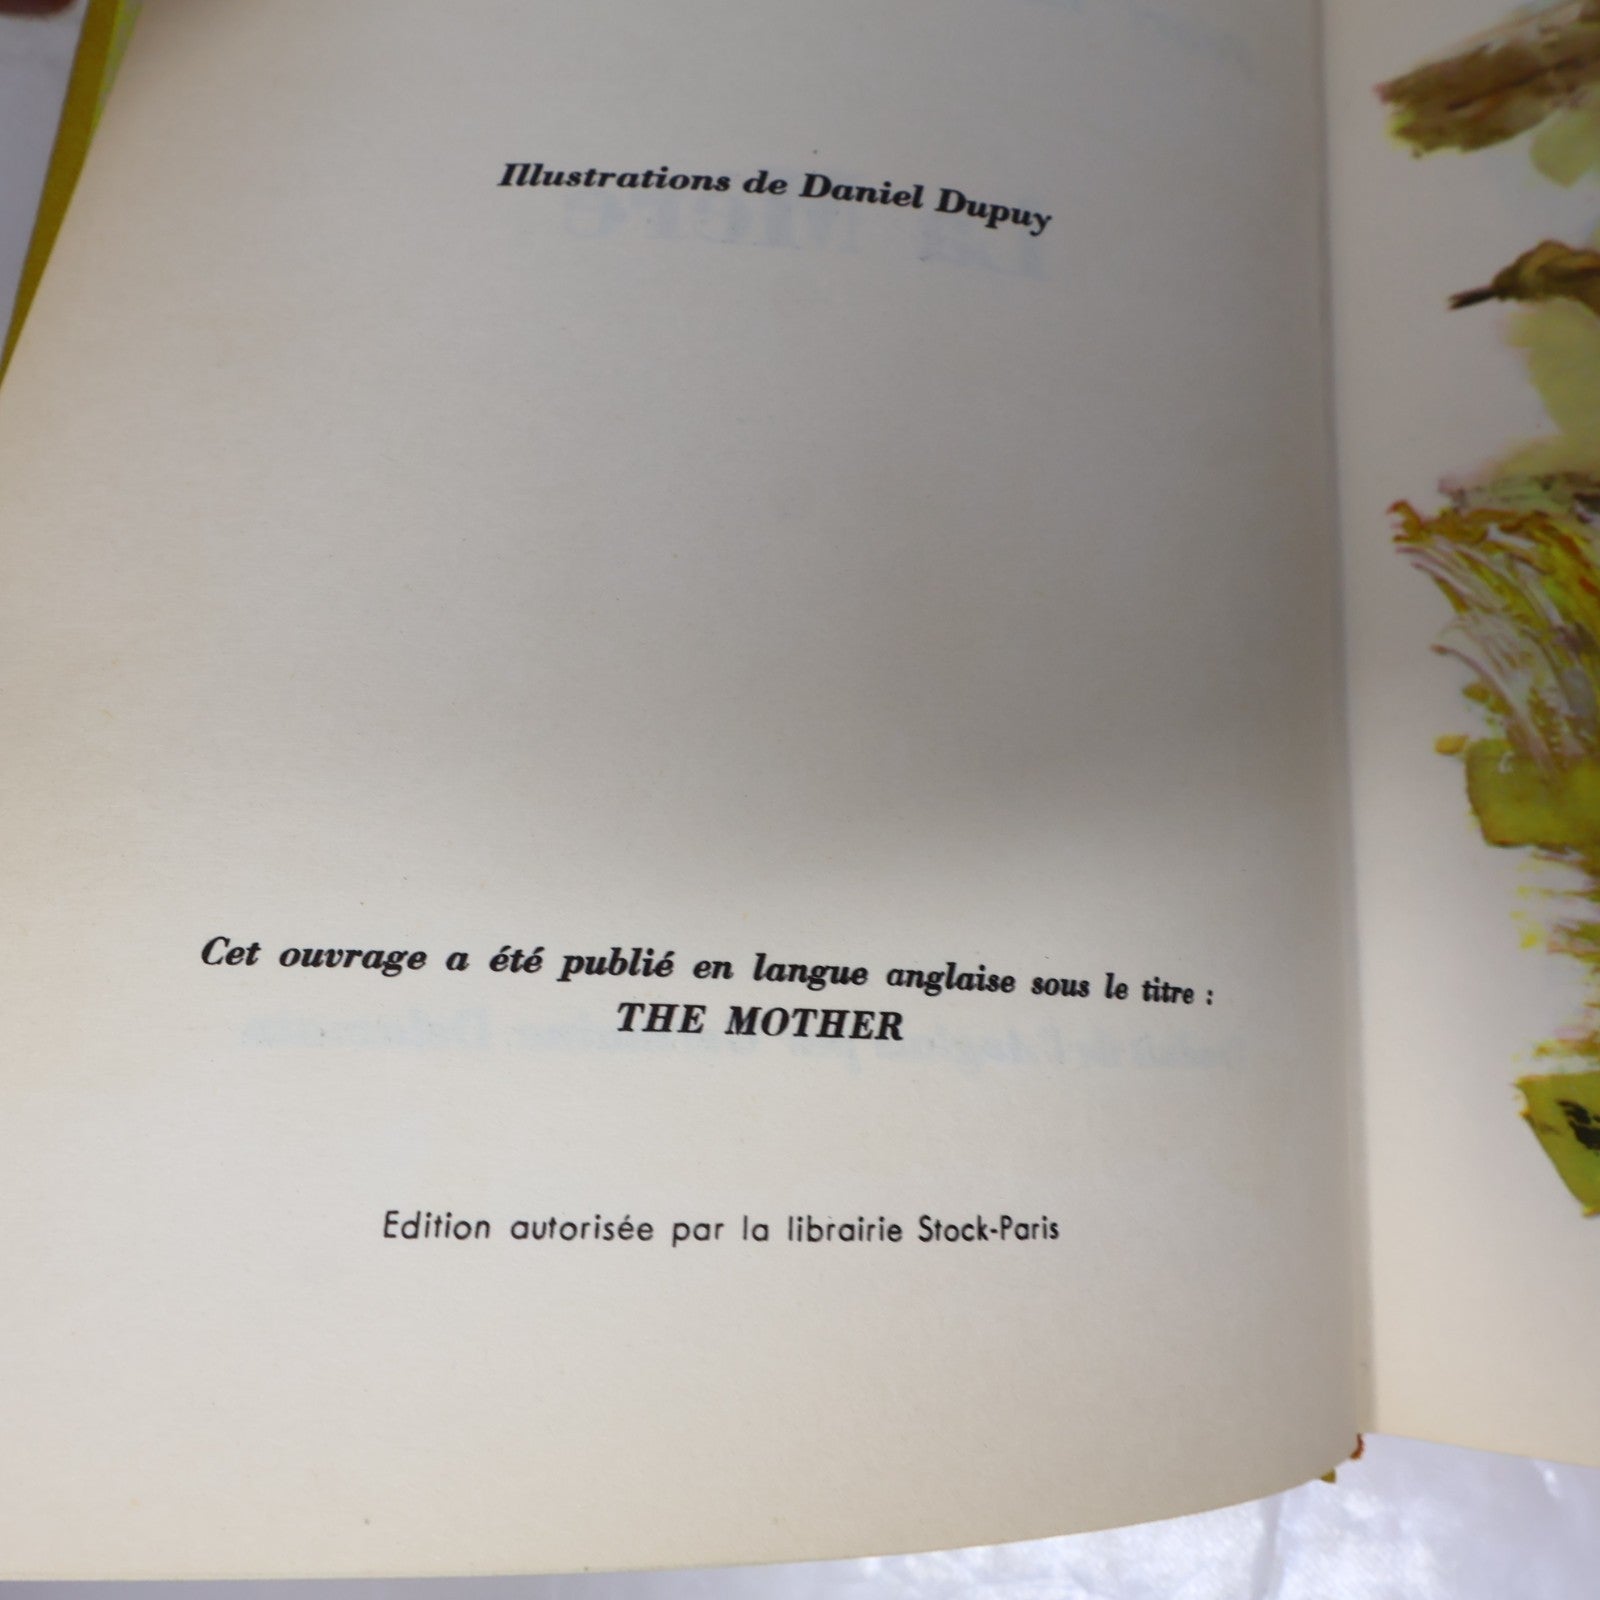 Illustrations de Daniel Dupuy
Cet ouvrage a été publié en langue anglaise sous le titre :
THE MOTHER
Edition autorisée par la librairie Stock-Paris